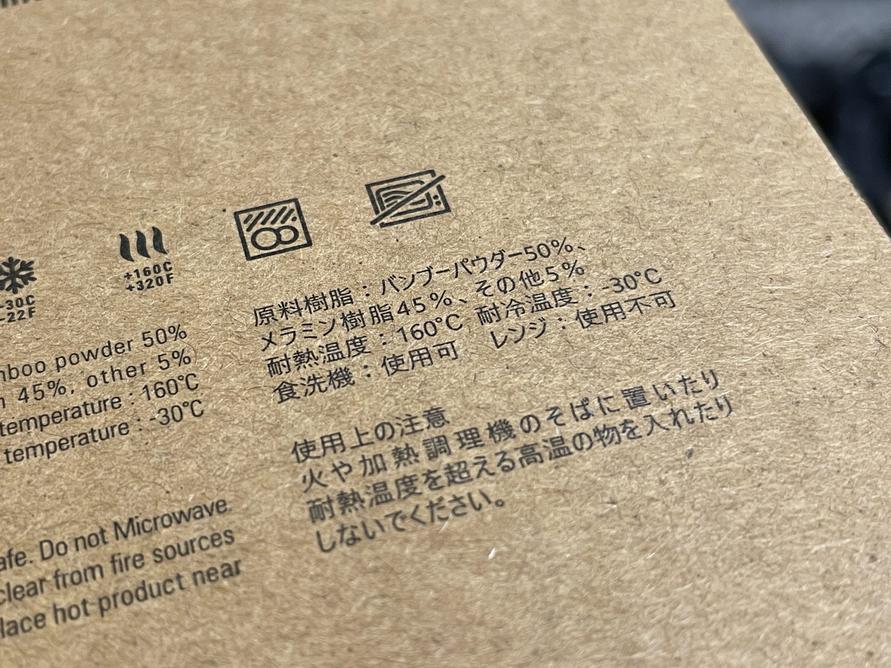 -30C
-22F
+160C
+320F
powder 50%
45%, other 5%
temperature : 160℃
temperature : -30℃
Do not Microwave.
clear from fire sources
hot product near
原料樹脂：バンブーパウダー50%、
メラミン樹脂45%、その他5%
耐熱温度：160℃ 耐冷温度：-30℃
食洗機：使用可 レンジ：使用不可
使用上の注意
火や加熱調理機のそばに置いたり
耐熱温度を超える高温の物を入れたり
しないでください。